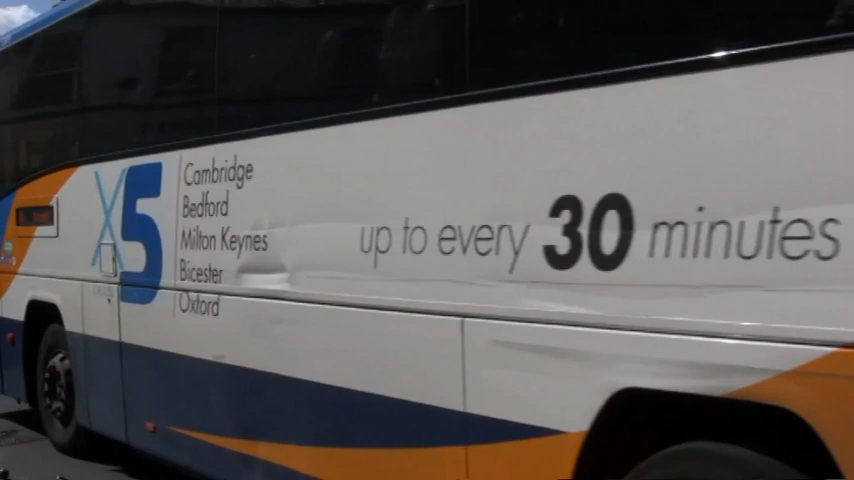 X5
Cambridge
Bedford
Milton Keynes
Bicester
Oxford
up to every 30 minutes